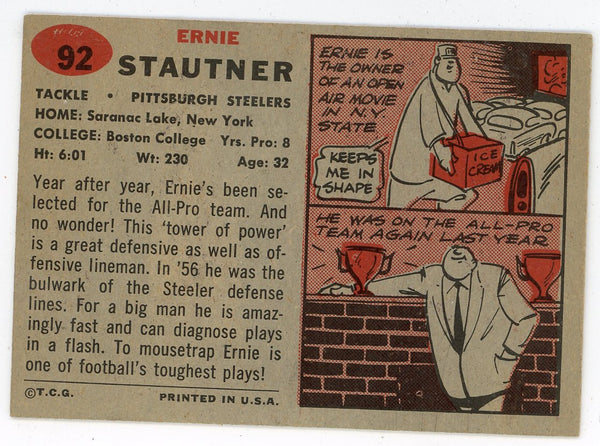 92
ERNIE
STAUTNER
TACKLE • PITTSBURGH STEELERS
HOME: Saranac Lake, New York
COLLEGE: Boston College Yrs. Pro: 8
Ht: 6:01 Wt: 230 Age: 32
Year after year, Ernie's been se-
lected for the All-Pro team. And
no wonder! This 'tower of power'
is a great defensive as well as of-
fensive lineman. In '56 he was the
bulwark of the Steeler defense
lines. For a big man he is amaz-
ingly fast and can diagnose plays
in a flash. To mousetrap Ernie is
one of football's toughest plays!
©T.C.G. PRINTED IN U.S.A.
ERNIE IS
THE OWNER
OF AN OPEN
AIR MOVIE
IN N.Y.
STATE
KEEPS
ME IN
SHAPE
ICE
CREAM
HE WAS ON THE ALL-PRO
TEAM AGAIN LAST YEAR